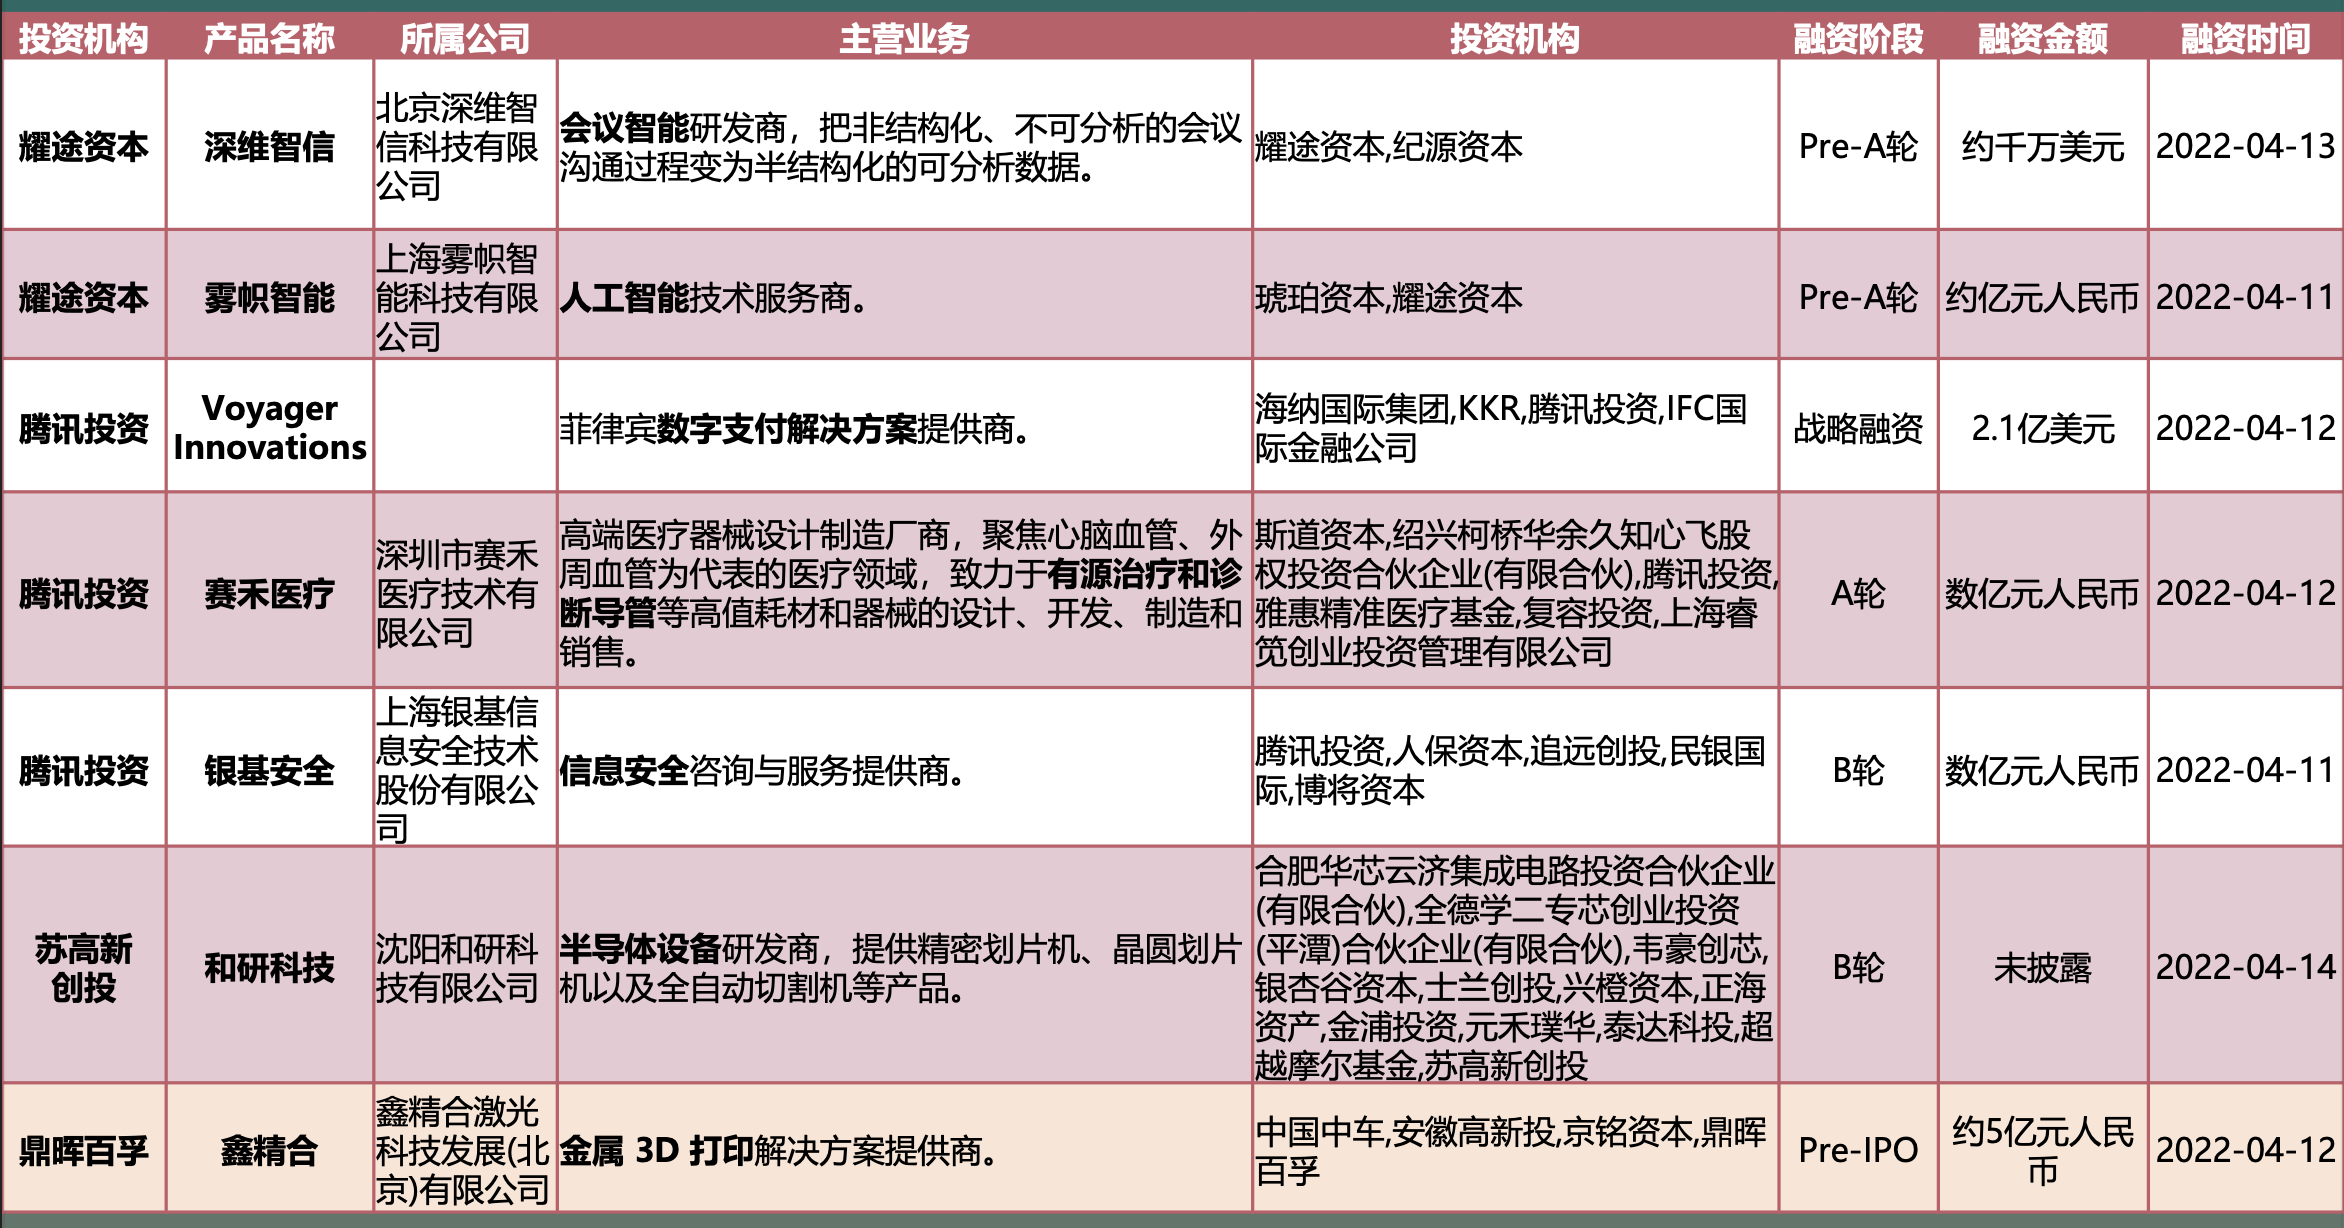 投资机构 产品名称 所属公司 主营业务 投资机构 融资阶段 融资金额 融资时间
耀途资本
深维智信
北京深维智
信科技有限
公司
会议智能研发商，把非结构化、不可分析的会议
沟通过程变为半结构化的可分析数据。
耀途资本,纪源资本
Pre-A轮
约千万美元
2022-04-13
耀途资本
雾帜智能
上海雾帜智
能科技有限
公司
人工智能技术服务商。
琥珀资本,耀途资本
Pre-A轮
约亿元人民币
2022-04-11
腾讯投资
Voyager
Innovations
菲律宾数字支付解决方案提供商。
海纳国际集团,KKR,腾讯投资,IFC国
际金融公司
战略融资
2.1亿美元
2022-04-12
腾讯投资
赛禾医疗
深圳市赛禾
医疗技术有
限公司
高端医疗器械设计制造厂商，聚焦心脑血管、外
周血管为代表的医疗领域，致力于有源治疗和诊
断导管等高值耗材和器械的设计、开发、制造和
销售。
斯道资本,绍兴柯桥华余久知心飞股
权投资合伙企业(有限合伙),腾讯投资,
雅惠精准医疗基金,复容投资,上海睿
笕创业投资管理有限公司
A轮
数亿元人民币
2022-04-12
腾讯投资
银基安全
上海银基信
息安全技术
股份有限公
司
信息安全咨询与服务提供商。
腾讯投资,人保资本,追远创投,民银国
际,博将资本
B轮
数亿元人民币
2022-04-11
苏高新
创投
和研科技
沈阳和研科
技有限公司
半导体设备研发商，提供精密划片机、晶圆划片
机以及全自动切割机等产品。
合肥华芯云济集成电路投资合伙企业
(有限合伙),全德学二专芯创业投资
(平潭)合伙企业(有限合伙),韦豪创芯,
银杏谷资本,士兰创投,兴橙资本,正海
资产,金浦投资,元禾璞华,泰达科投,超
越摩尔基金,苏高新创投
B轮
未披露
2022-04-14
鼎晖百孚
鑫精合
鑫精合激光
科技发展(北
京)有限公司
金属 3D 打印解决方案提供商。
中国中车,安徽高新投,京铭资本,鼎晖
百孚
Pre-IPO
约5亿元人民
币
2022-04-12